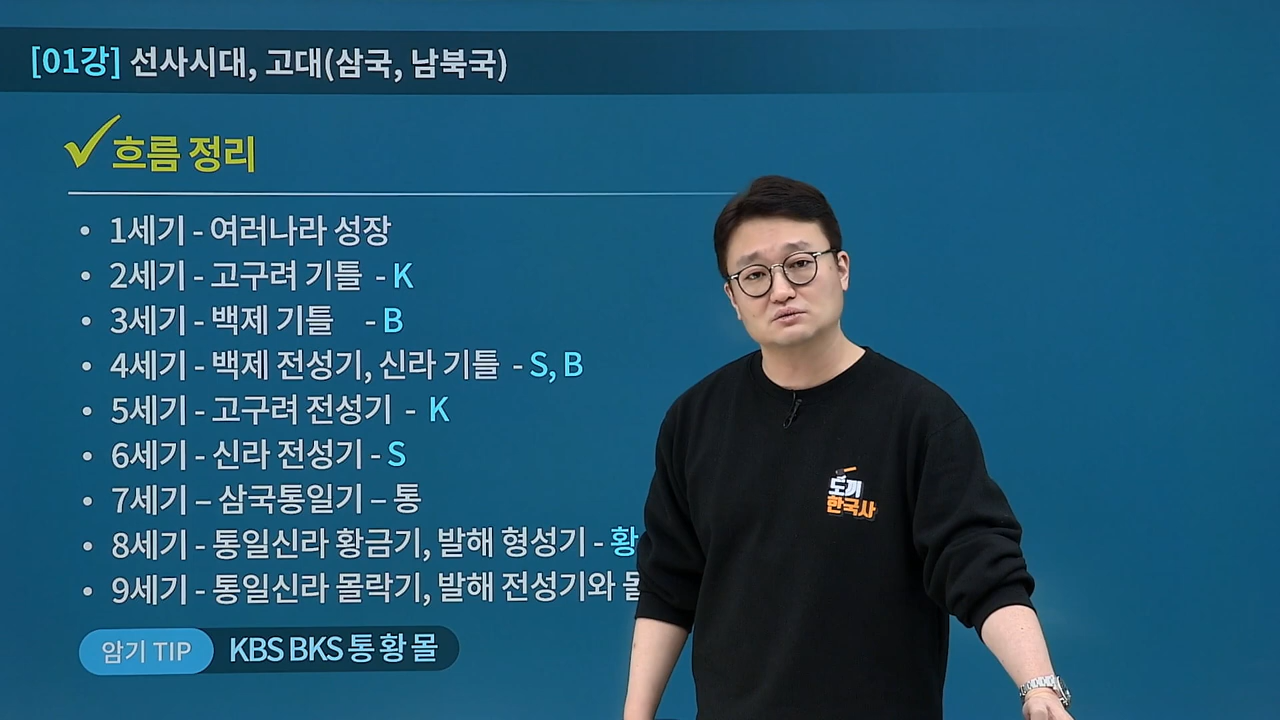 [01강] 선사시대, 고대(삼국, 남북국)
흐름 정리
• 1세기 - 여러나라 성장
• 2세기 - 고구려 기틀 - K
• 3세기 - 백제 기틀 - B
• 4세기 - 백제 전성기, 신라 기틀 - S, B
• 5세기 - 고구려 전성기 - K
• 6세기 - 신라 전성기 - S
• 7세기 – 삼국통일기 – 통
• 8세기 - 통일신라 황금기, 발해 형성기 - 황
• 9세기 - 통일신라 몰락기, 발해 전성기와
암기 TIP KBS BKS 통 황 몰
도끼
한국사